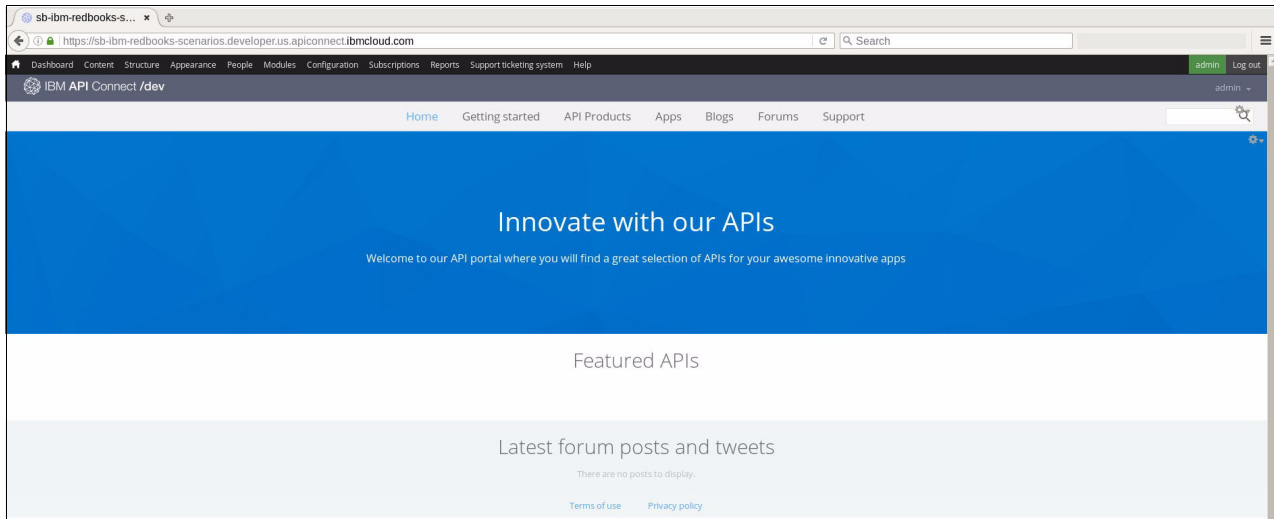 sb-ibm-redbooks-s...
https://sb-ibm-redbooks-scenarios.developer.us.apiconnect.ibmcloud.com Search
Dashboard Content Structure Appearance People Modules Configuration Subscriptions Reports Support ticketing system Help admin Log out
IBM API Connect /dev admin
Home Getting started API Products Apps Blogs Forums Support
Innovate with our APIs
Welcome to our API portal where you will find a great selection of APIs for your awesome innovative apps
Featured APIs
Latest forum posts and tweets
There are no posts to display.
Terms of use Privacy policy